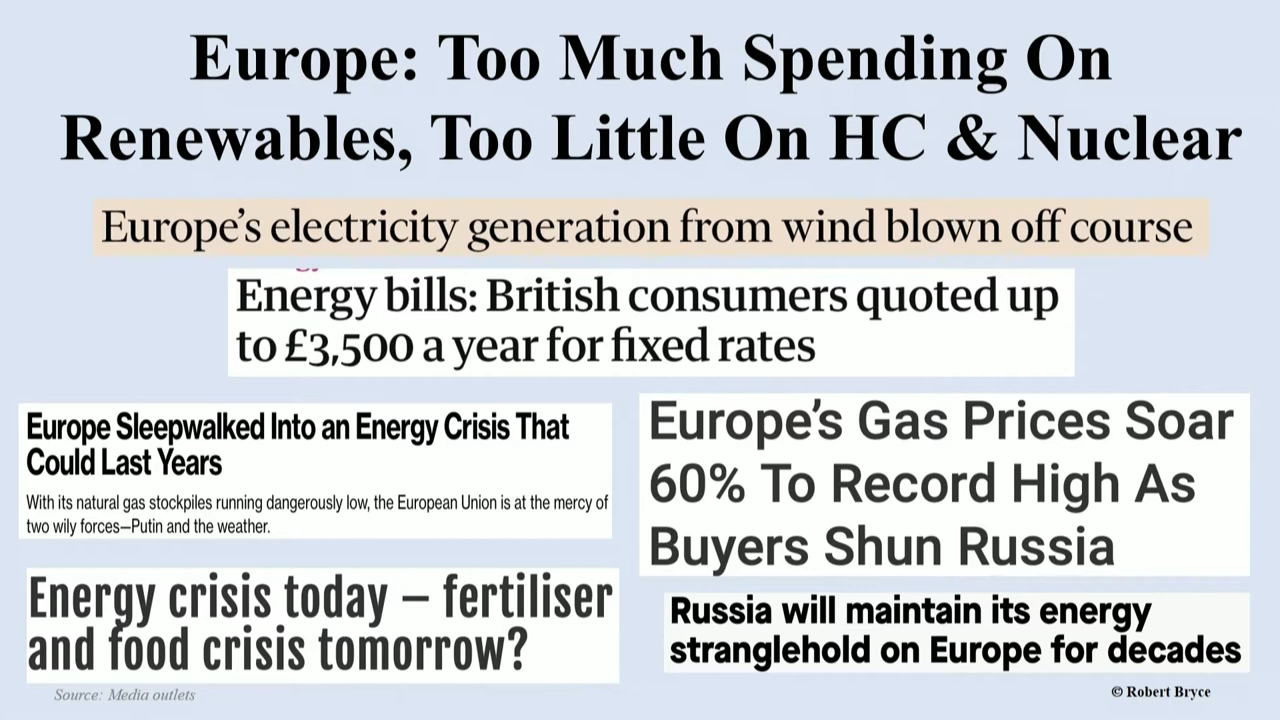 Europe: Too Much Spending On
Renewables, Too Little On HC & Nuclear
Europe’s electricity generation from wind blown off course
Energy bills: British consumers quoted up
to £3,500 a year for fixed rates
Europe Sleepwalked Into an Energy Crisis That
Could Last Years
With its natural gas stockpiles running dangerously low, the European Union is at the mercy of
two wily forces—Putin and the weather.
Europe’s Gas Prices Soar
60% To Record High As
Buyers Shun Russia
Energy crisis today – fertiliser
and food crisis tomorrow?
Russia will maintain its energy
stranglehold on Europe for decades
Source: Media outlets
© Robert Bryce